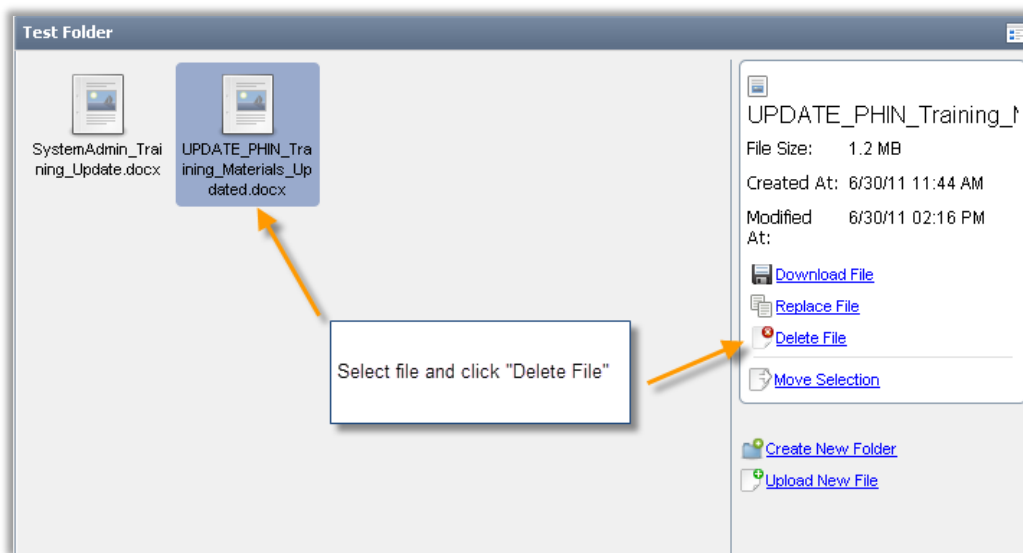 Test Folder
SystemAdmin_Trai
ning_Update.docx
UPDATE_PHIN_Tra
ining_Materials_Up
dated.docx
Select file and click "Delete File"
UPDATE_PHIN_Training_
File Size: 1.2 MB
Created At: 6/30/11 11:44 AM
Modified At: 6/30/11 02:16 PM
Download File
Replace File
Delete File
Move Selection
Create New Folder
Upload New File